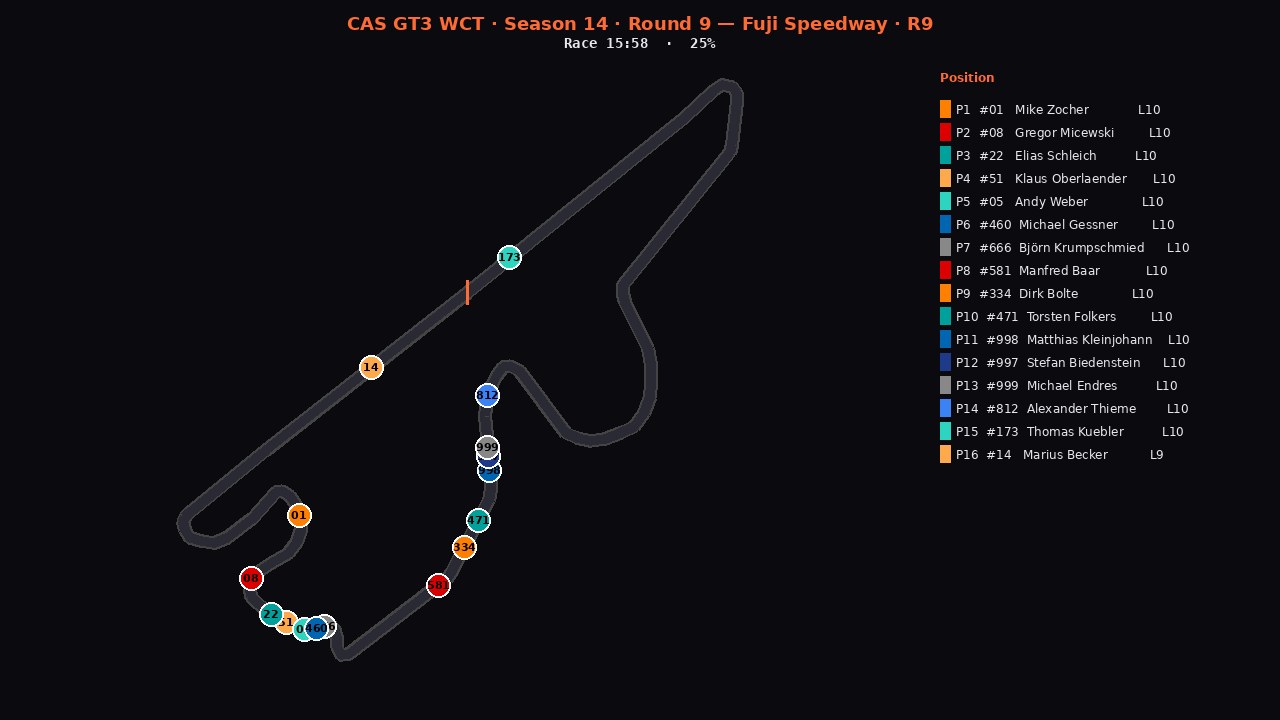 CAS GT3 WCT · Season 14 · Round 9 — Fuji Speedway · R9
Race 15:58 · 25%
Position
P1 #01 Mike Zocher L10
P2 #08 Gregor Micewski L10
P3 #22 Elias Schleich L10
P4 #51 Klaus Oberlaender L10
P5 #05 Andy Weber L10
P6 #460 Michael Gessner L10
P7 #666 Björn Krumpschmied L10
P8 #581 Manfred Baar L10
P9 #334 Dirk Bolte L10
P10 #471 Torsten Folkers L10
P11 #998 Matthias Kleinjohann L10
P12 #997 Stefan Biedenstein L10
P13 #999 Michael Endres L10
P14 #812 Alexander Thieme L10
P15 #173 Thomas Kuebler L10
P16 #14 Marius Becker L9
173
14
812
999
998
471
01
334
08
581
22
51
460